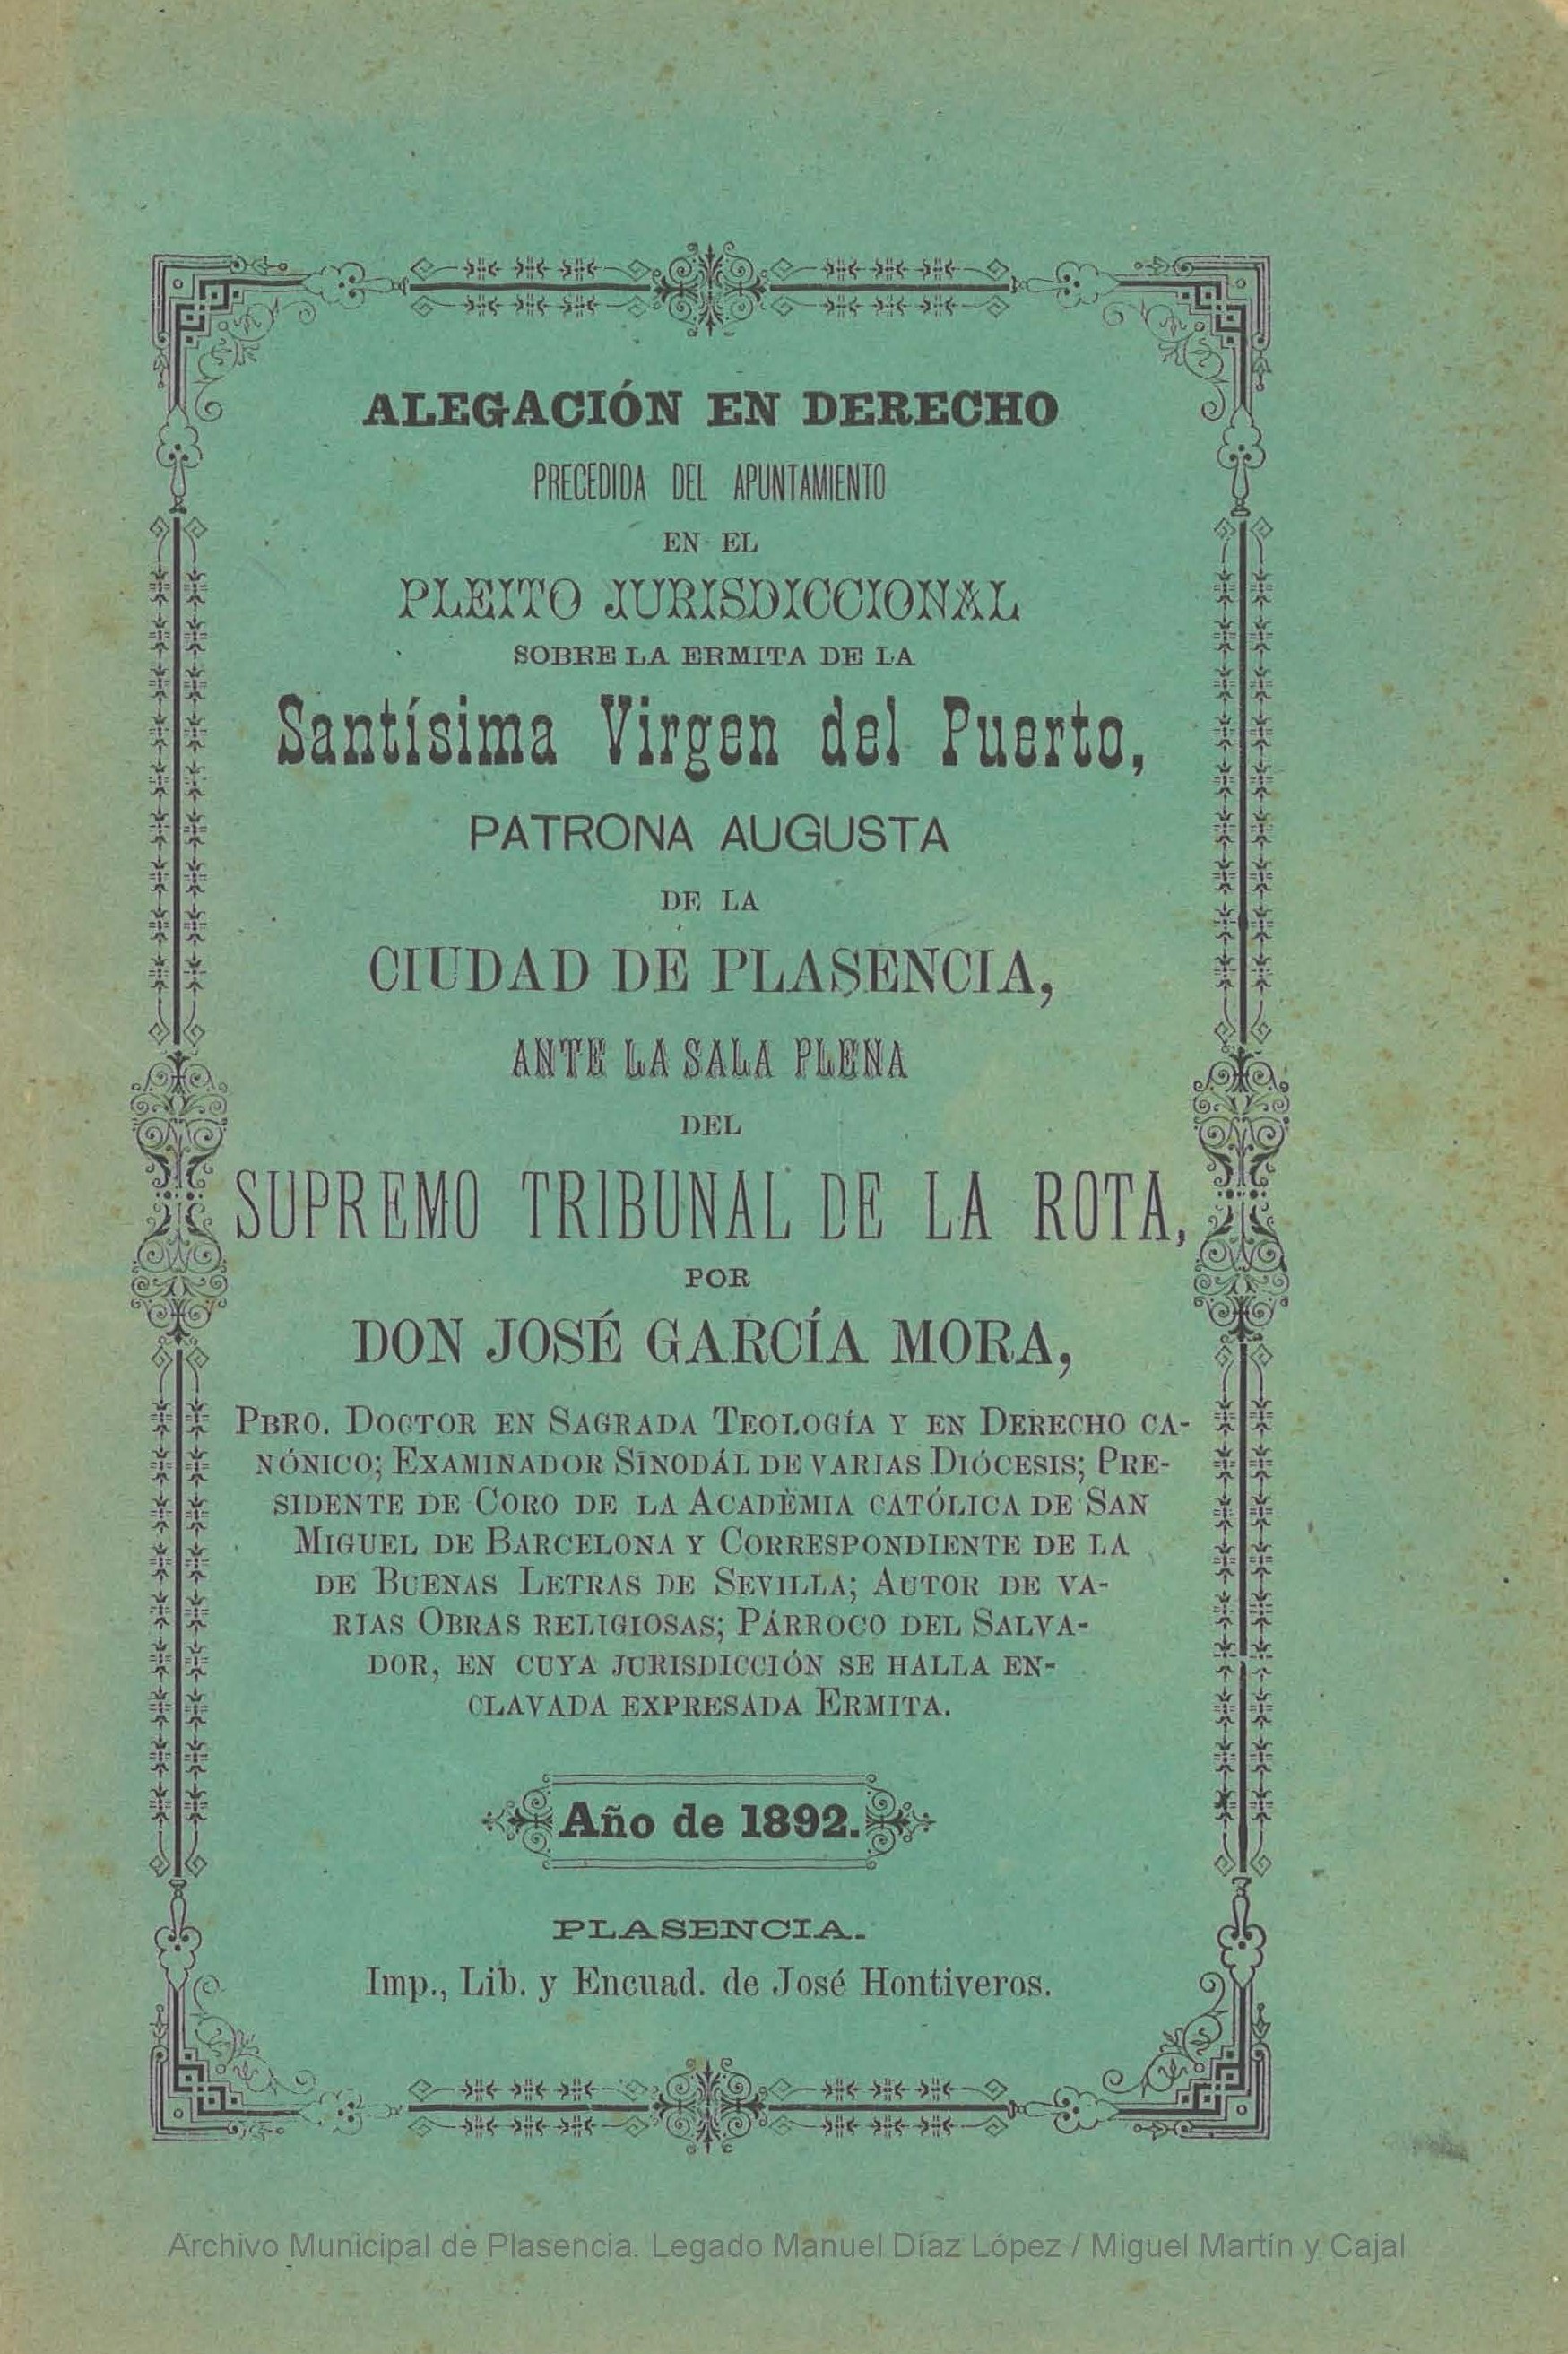 ALEGACIÓN EN DERECHO
PRECEDIDA DEL APUNTAMIENTO
EN EL
PLEITO JURISDICCIONAL
SOBRE LA ERMITA DE LA
Santísima Virgen del Puerto,
PATRONA AUGUSTA
DE LA
CIUDAD DE PLASENCIA,
ANTE LA SALA PLENA
DEL
SUPREMO TRIBUNAL DE LA ROTA,
POR
DON JOSÉ GARCÍA MORA,
PBRO. DOCTOR EN SAGRADA TEOLOGÍA Y EN DERECHO CA-
NÓNICO; EXAMINADOR SINODÁL DE VARIAS DIÓCESIS; PRE-
SIDENTE DE CORO DE LA ACADÉMIA CATÓLICA DE SAN
MIGUEL DE BARCELONA Y CORRESPONDIENTE DE LA
DE BUENAS LETRAS DE SEVILLA; AUTOR DE VA-
RIAS OBRAS RELIGIOSAS; PÁRROCO DEL SALVA-
DOR, EN CUYA JURISDICCIÓN SE HALLA EN-
CLAVADA EXPRESADA ERMITA.
Año de 1892.
PLASENCIA.
Imp., Lib. y Encuad. de José Hontiveros.
Archivo Municipal de Plasencia. Legado Manuel Díaz López / Miguel Martín y Cajal